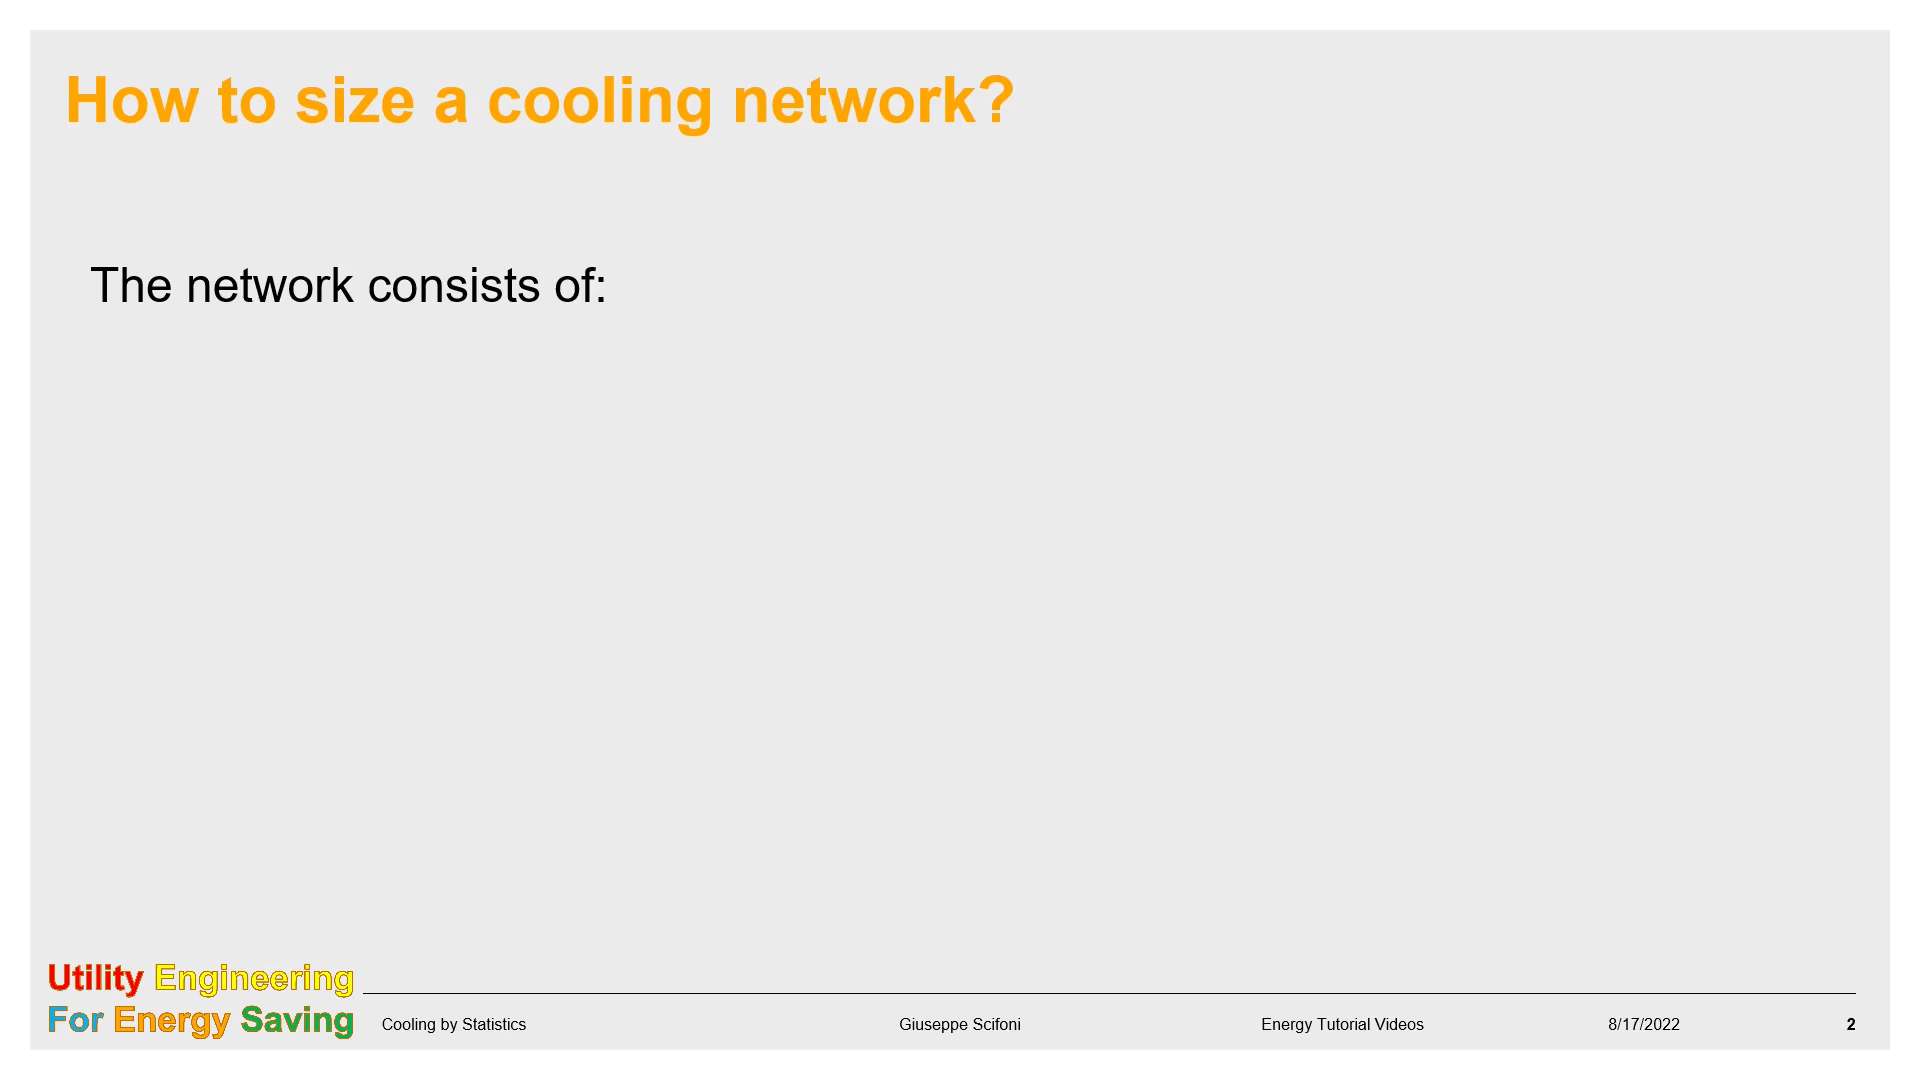 How to size a cooling network?
The network consists of:
Utility Engineering
For Energy Saving
Cooling by Statistics
Giuseppe Scifoni
Energy Tutorial Videos
8/17/2022
2